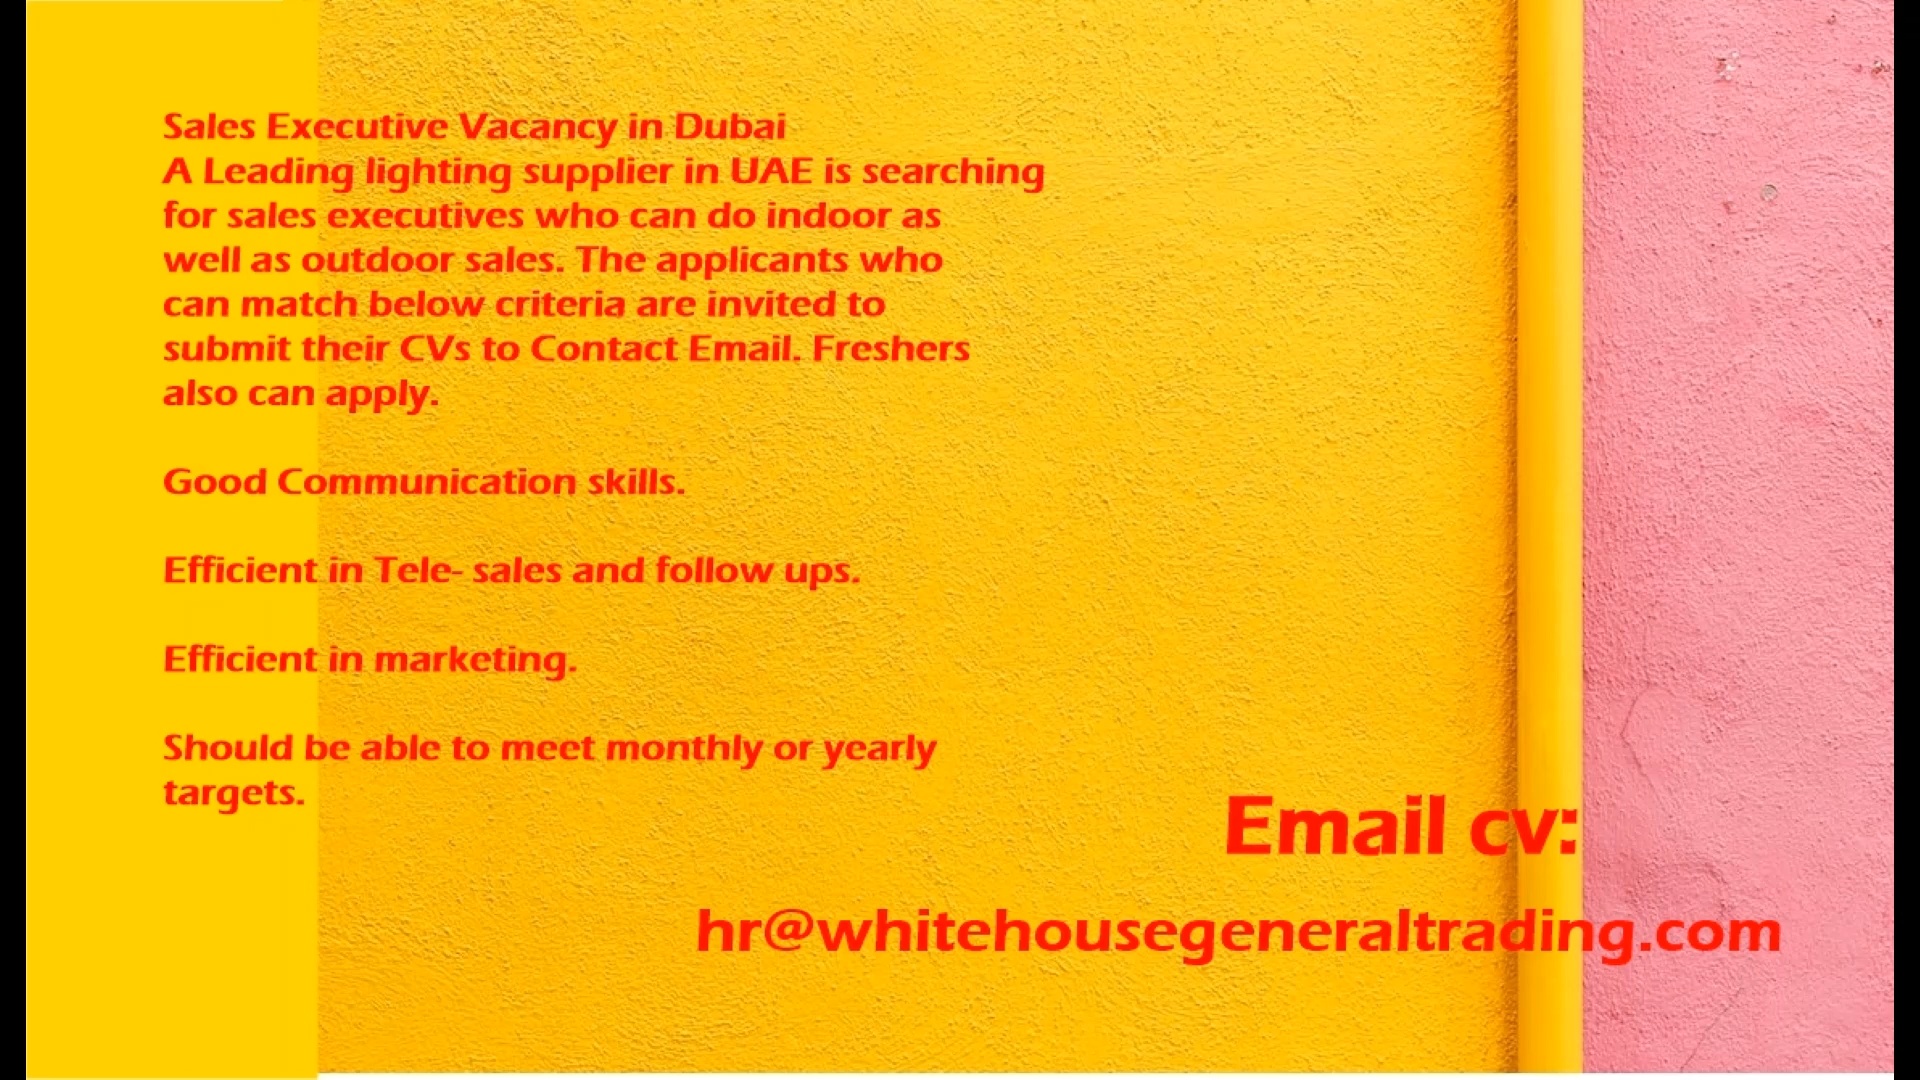 Sales Executive Vacancy in Dubai
A Leading lighting supplier in UAE is searching
for sales executives who can do indoor as
well as outdoor sales. The applicants who
can match below criteria are invited to
submit their CVs to Contact Email. Freshers
also can apply.
Good Communication skills.
Efficient in Tele- sales and follow ups.
Efficient in marketing.
Should be able to meet monthly or yearly
targets.
Email cv:
hr@whitehousegeneraltrading.com